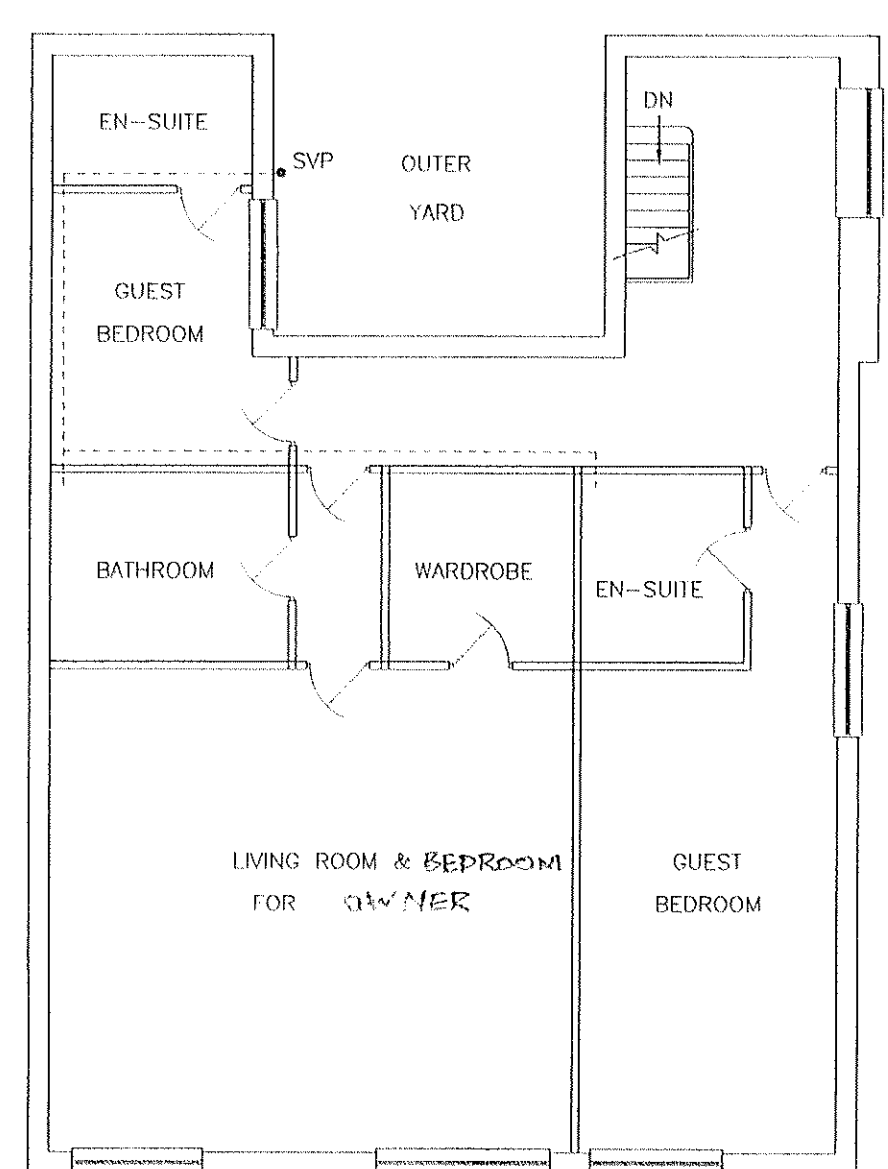 DN
EN-SUITE
SVP
OUTER
YARD
GUEST
BEDROOM
BATHROOM
WARDROBE
EN-SUITE
LIVING ROOM & BEDROOM
FOR OWNER
GUEST
BEDROOM